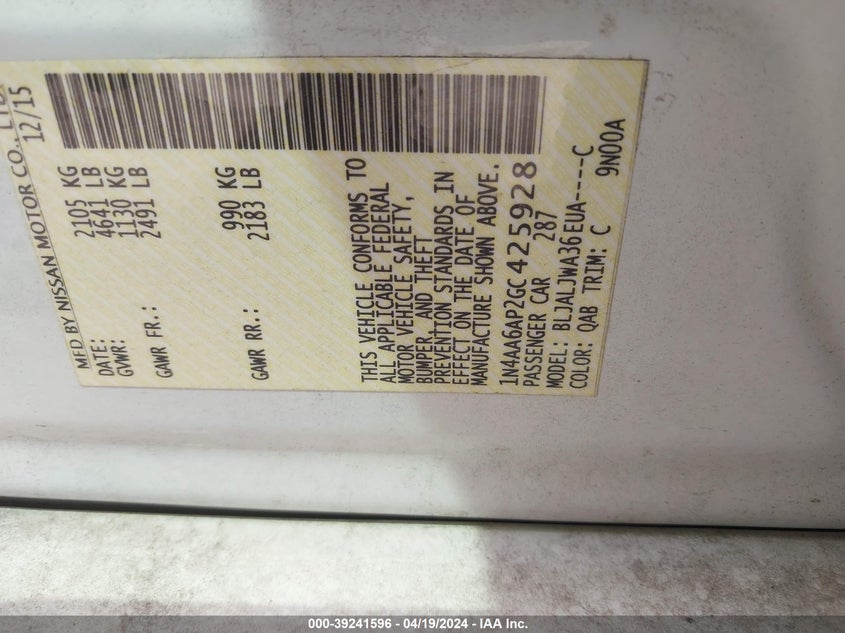 MFD BY NISSAN MOTOR CO., LTD.
DATE: 12/15
GVWR: 2105 KG
4641 LB
GAWR FR.: 1130 KG
2491 LB
GAWR RR.: 990 KG
2183 LB
THIS VEHICLE CONFORMS TO
ALL APPLICABLE FEDERAL
MOTOR VEHICLE SAFETY,
BUMPER, AND THEFT
PREVENTION STANDARDS IN
EFFECT ON THE DATE OF
MANUFACTURE SHOWN ABOVE.
1N4AA6AP2GC425928
PASSENGER CAR 287
MODEL: BLJALJWA36EUA----C
COLOR: QAB TRIM: C 9N00A
000-39241596 - 04/19/2024 - IAA Inc.